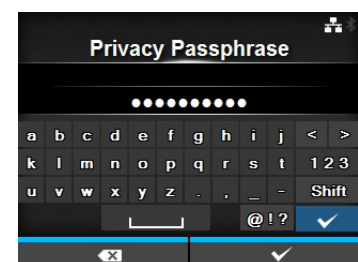 Privacy Passphrase
●●●●●●●●●●
a b c d e f g h i j < >
k l m n o p q r s t 123
u v w x y z . , _ - Shift
@!?